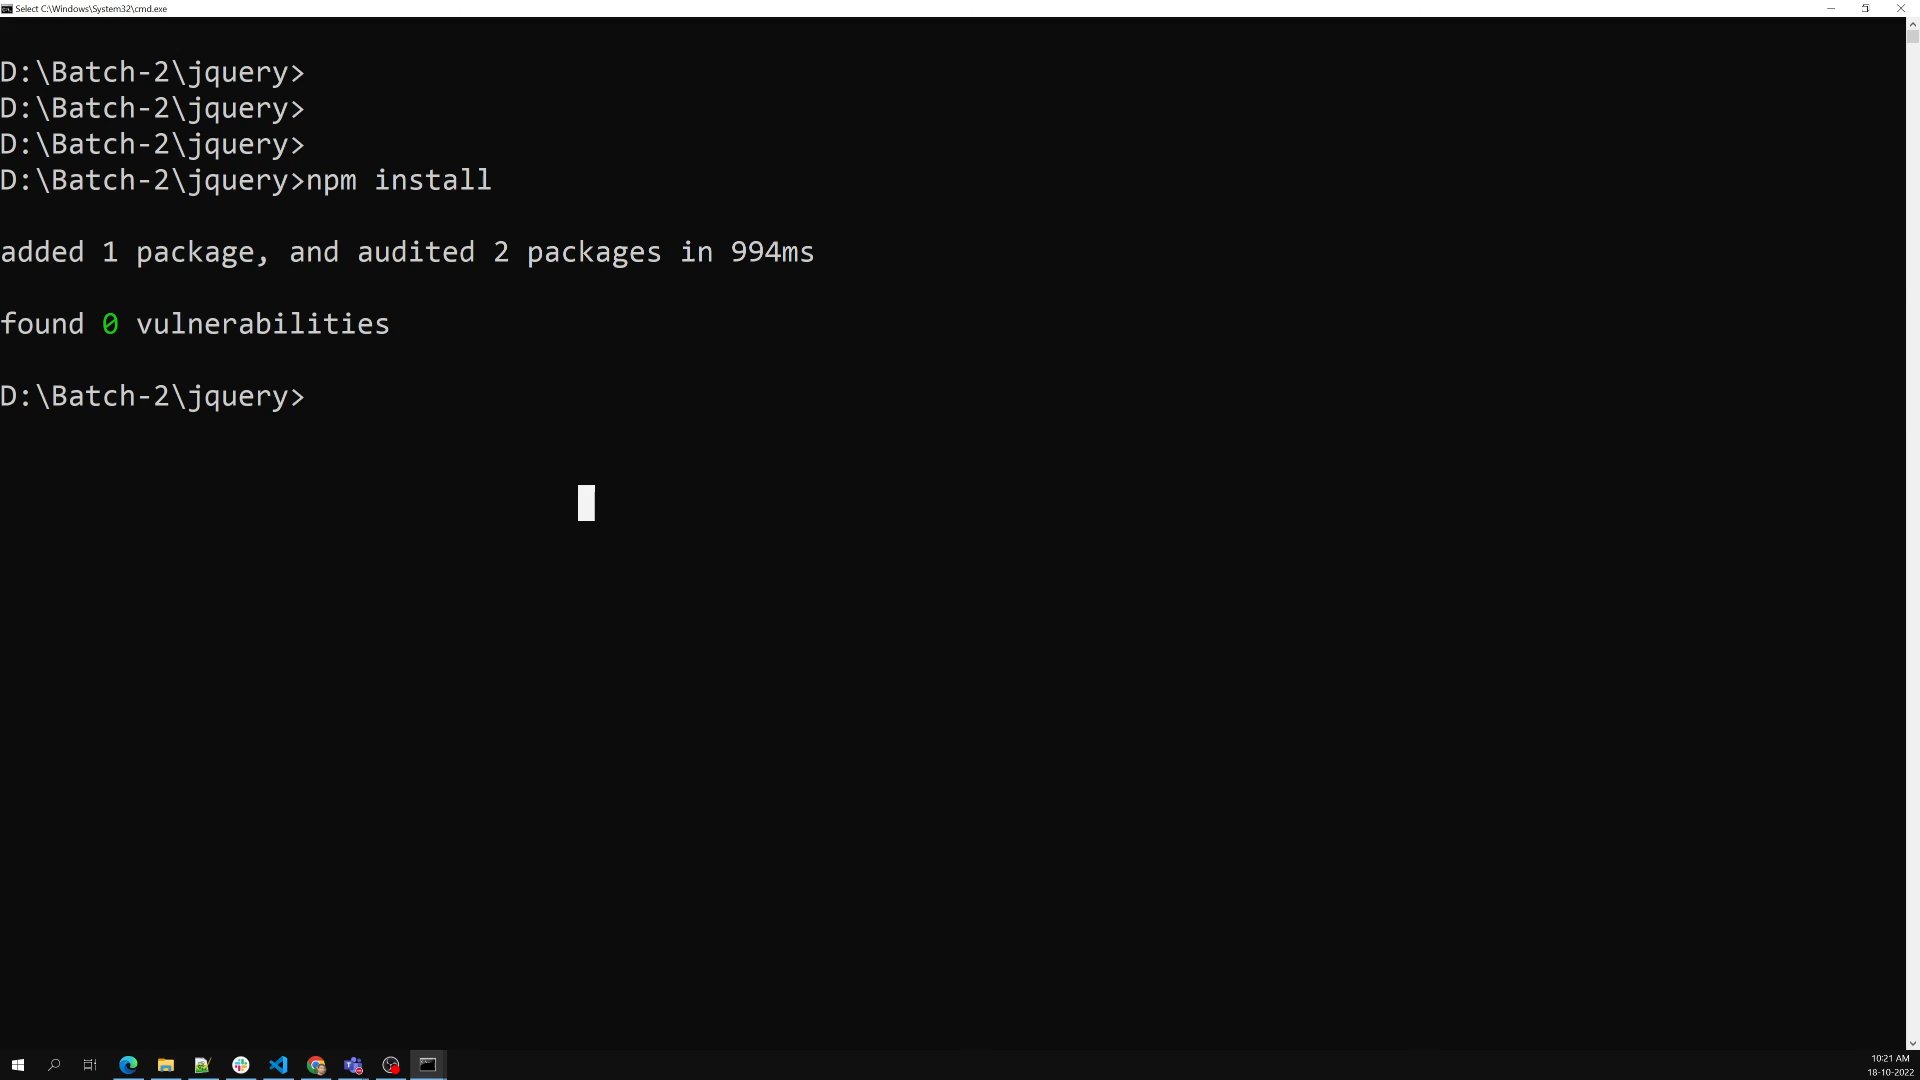 Select C:\Windows\System32\cmd.exe
D:\Batch-2\jquery>
D:\Batch-2\jquery>
D:\Batch-2\jquery>
D:\Batch-2\jquery>npm install
added 1 package, and audited 2 packages in 994ms
found 0 vulnerabilities
D:\Batch-2\jquery>
10:21 AM
18-10-2022